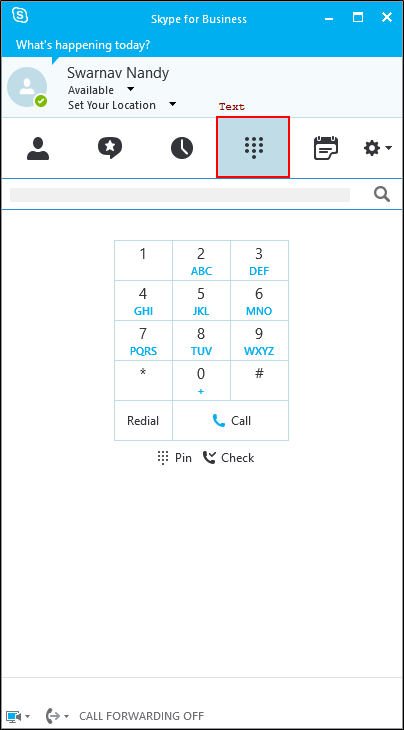 Skype for Business
What's happening today?
Swarnav Nandy
Available
Set Your Location
Text
1 2 3
ABC DEF
4 5 6
GHI JKL MNO
7 8 9
PQRS TUV WXYZ
* 0 #
+
Redial Call
Pin Check
CALL FORWARDING OFF